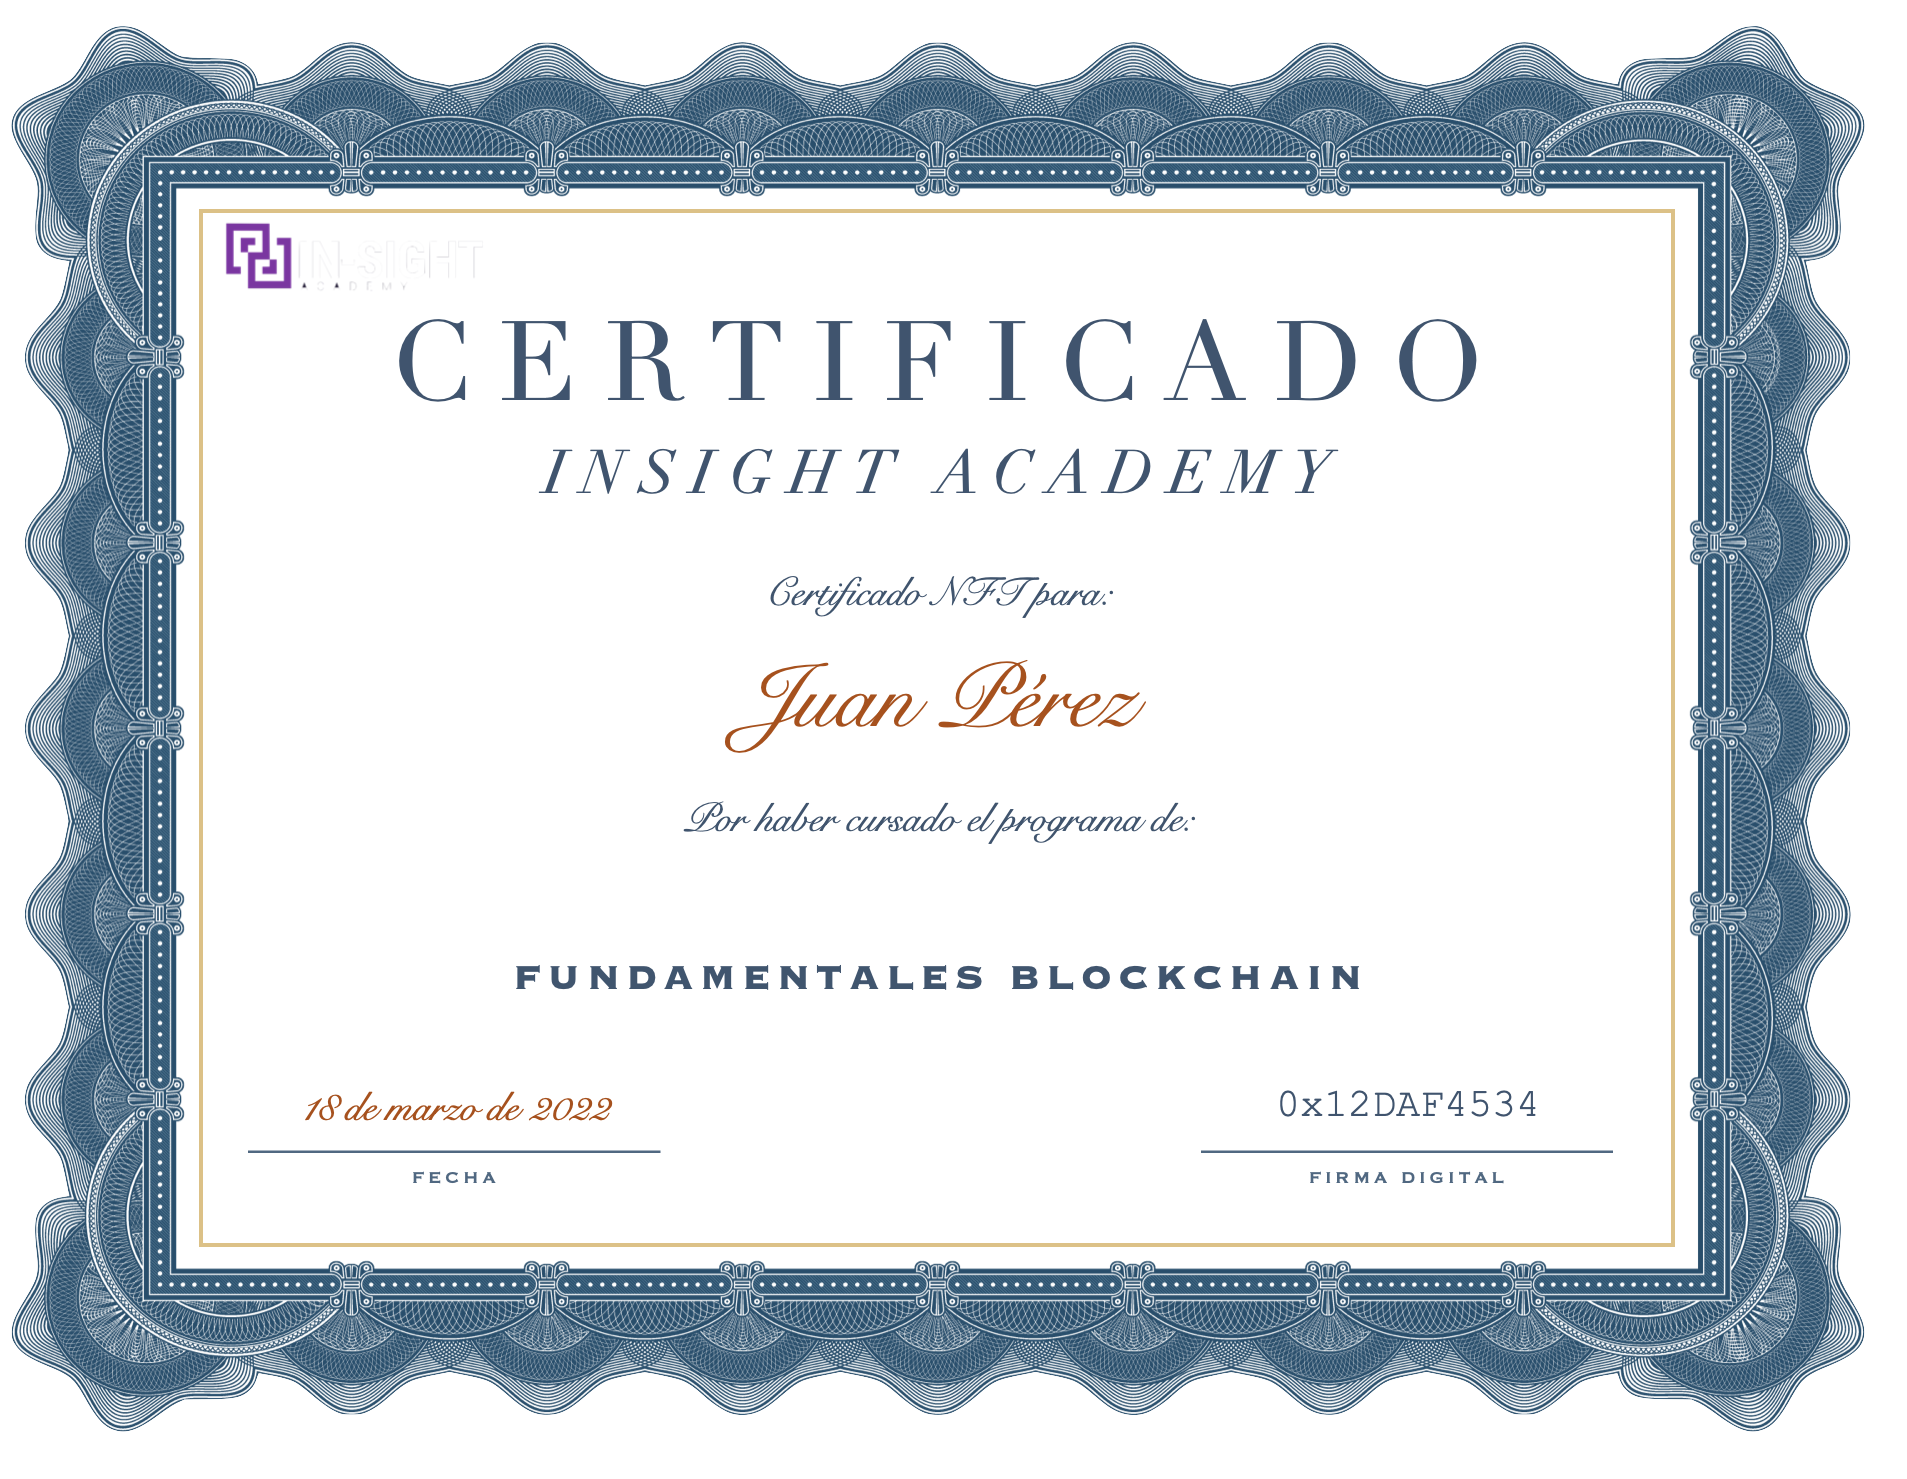 IN-SIGHT
ACADEMY
CERTIFICADO
INSIGHT ACADEMY
Certificado NFT para:
Juan Pérez
Por haber cursado el programa de:
FUNDAMENTALES BLOCKCHAIN
18 de marzo de 2022
FECHA
0x12DAF4534
FIRMA DIGITAL